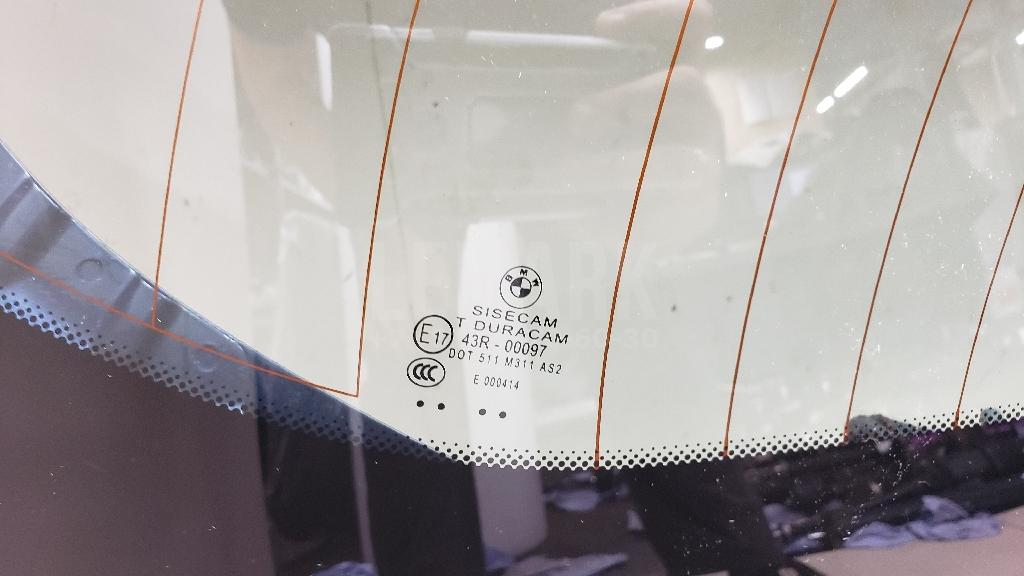 BMW
SISECAM
T DURACAM
E17 43R - 00097
DOT 511 M311 AS2
CCC
E 000414